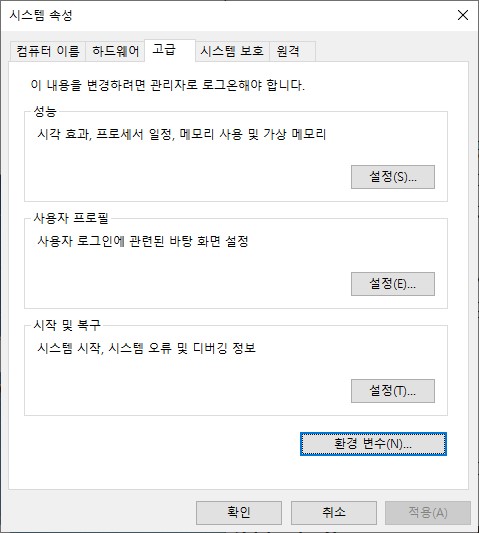 시스템 속성
컴퓨터 이름 하드웨어 고급 시스템 보호 원격
이 내용을 변경하려면 관리자로 로그온해야 합니다.
성능
시각 효과, 프로세서 일정, 메모리 사용 및 가상 메모리
설정(S)...
사용자 프로필
사용자 로그인에 관련된 바탕 화면 설정
설정(E)...
시작 및 복구
시스템 시작, 시스템 오류 및 디버깅 정보
설정(T)...
환경 변수(N)...
확인 취소 적용(A)